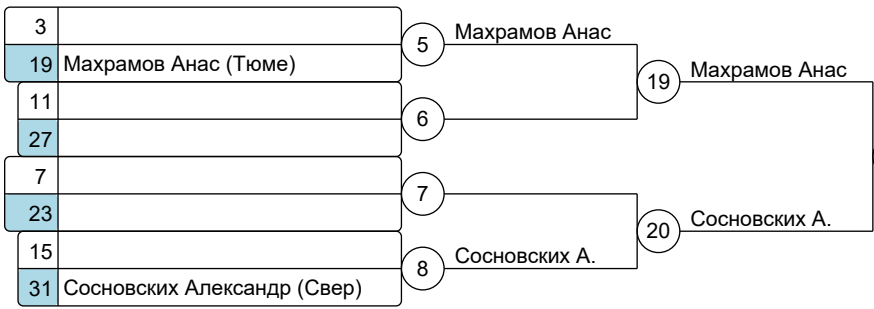 3
5 Махрамов Анас
19 Махрамов Анас (Тюме)
19 Махрамов Анас
11
6
27
7
7
23
20 Сосновских А.
15
8 Сосновских А.
31 Сосновских Александр (Свер)